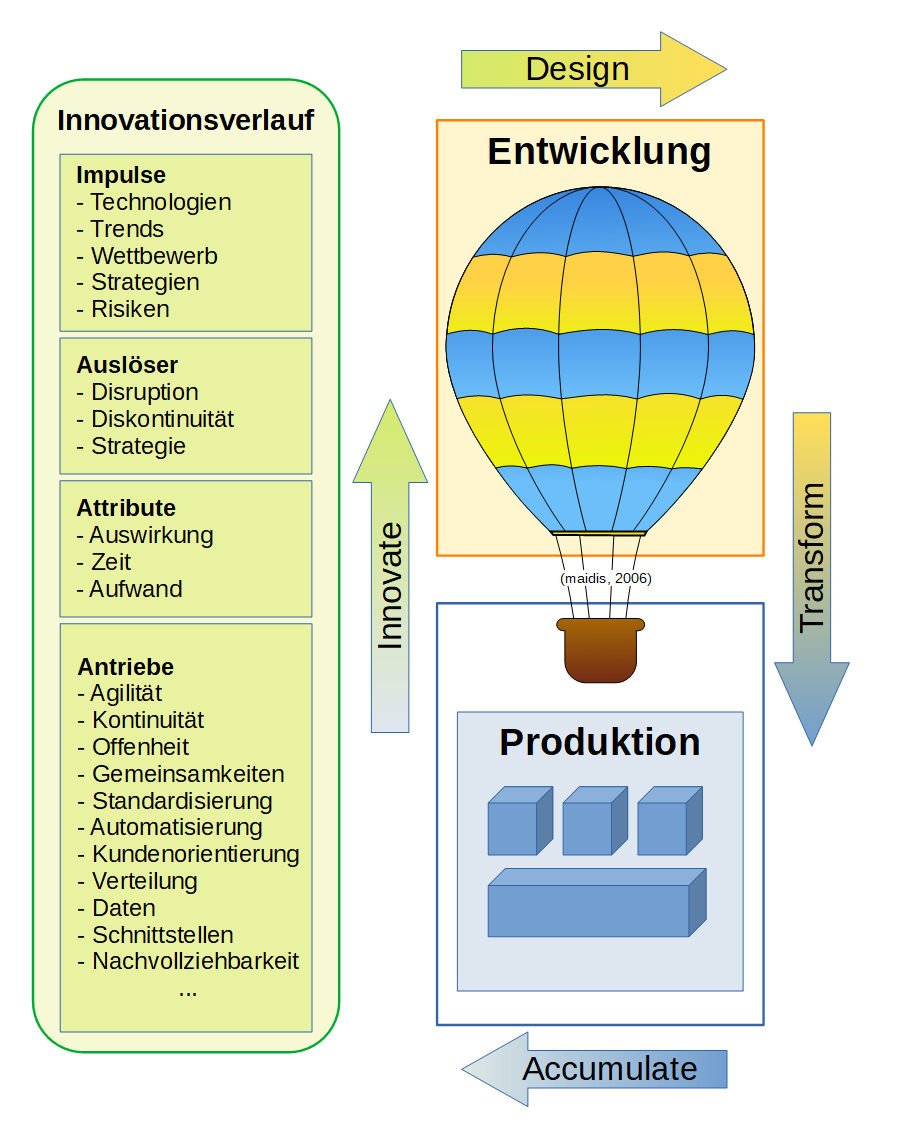 Design
Innovationsverlauf
Impulse
- Technologien
- Trends
- Wettbewerb
- Strategien
- Risiken
Auslöser
- Disruption
- Diskontinuität
- Strategie
Attribute
- Auswirkung
- Zeit
- Aufwand
Antriebe
- Agilität
- Kontinuität
- Offenheit
- Gemeinsamkeiten
- Standardisierung
- Automatisierung
- Kundenorientierung
- Verteilung
- Daten
- Schnittstellen
- Nachvollziehbarkeit
...
Innovate
Entwicklung
(maidis, 2006)
Produktion
Transform
Accumulate